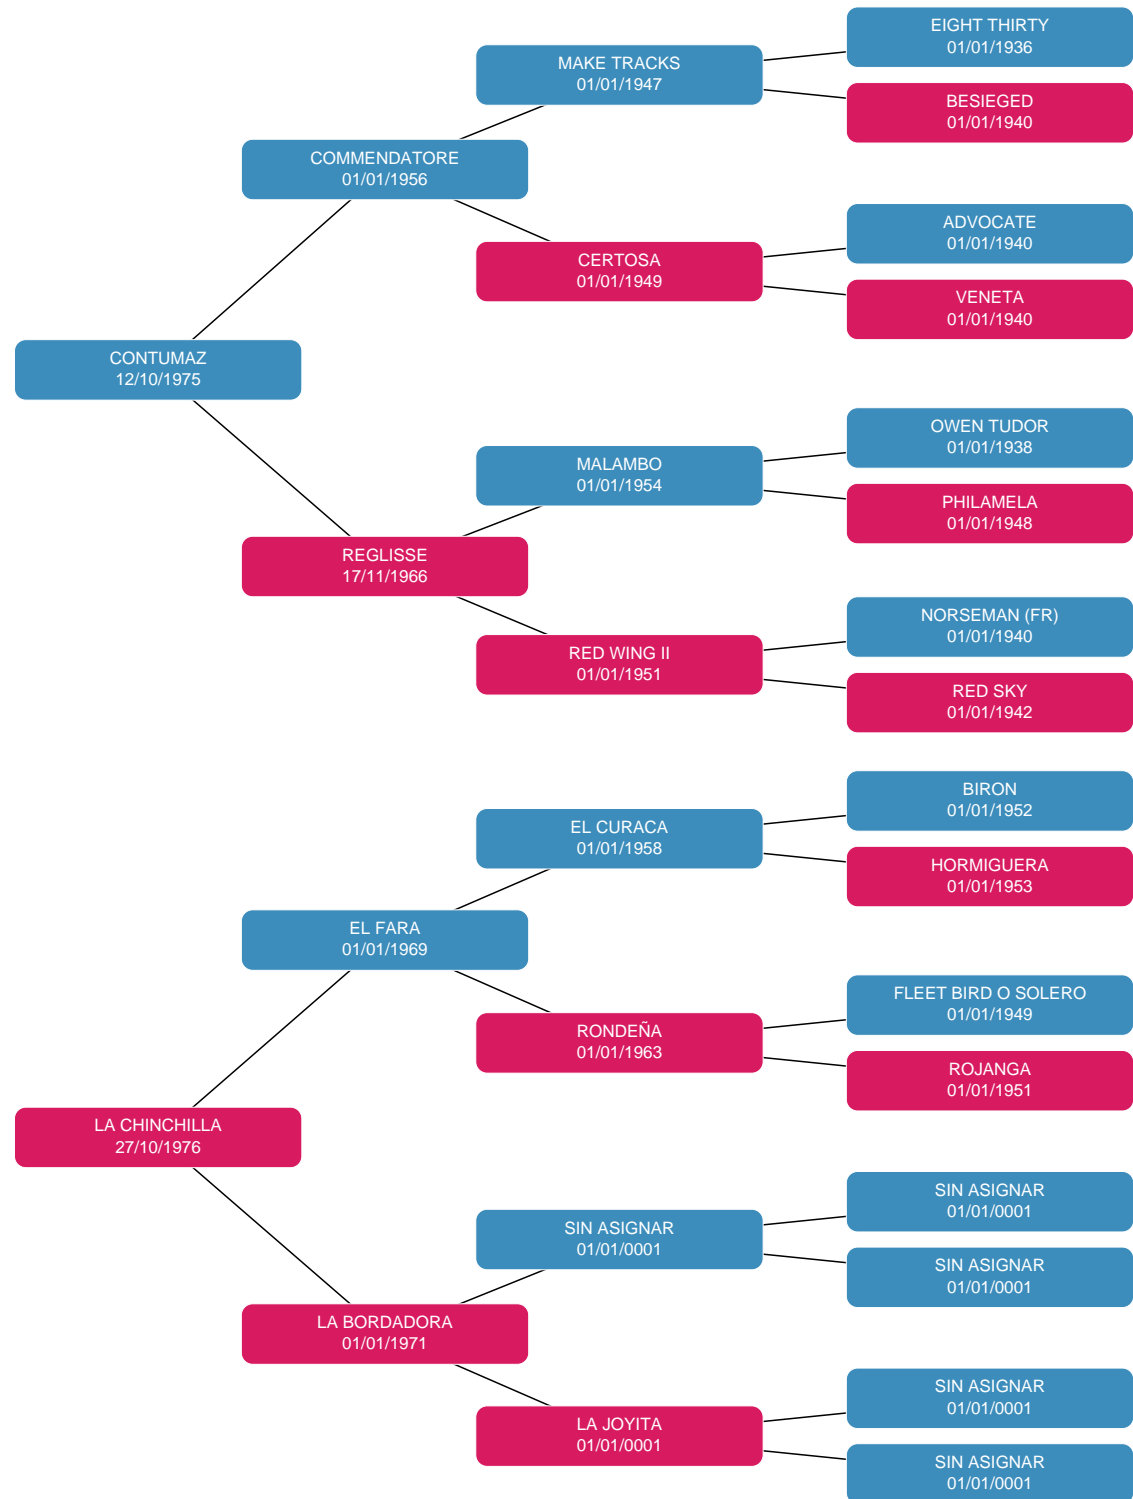 EIGHT THIRTY
01/01/1936
MAKE TRACKS
01/01/1947
BESIEGED
01/01/1940
COMMENDATORE
01/01/1956
ADVOCATE
01/01/1940
CERTOSA
01/01/1949
VENETA
01/01/1940
CONTUMAZ
12/10/1975
OWEN TUDOR
01/01/1938
MALAMBO
01/01/1954
PHILAMELA
01/01/1948
REGLISSE
17/11/1966
NORSEMAN (FR)
01/01/1940
RED WING II
01/01/1951
RED SKY
01/01/1942
BIRON
01/01/1952
EL CURACA
01/01/1958
HORMIGUERA
01/01/1953
EL FARA
01/01/1969
FLEET BIRD O SOLERO
01/01/1949
RONDEÑA
01/01/1963
ROJANGA
01/01/1951
LA CHINCHILLA
27/10/1976
SIN ASIGNAR
01/01/0001
SIN ASIGNAR
01/01/0001
SIN ASIGNAR
01/01/0001
LA BORDADORA
01/01/1971
SIN ASIGNAR
01/01/0001
LA JOYITA
01/01/0001
SIN ASIGNAR
01/01/0001